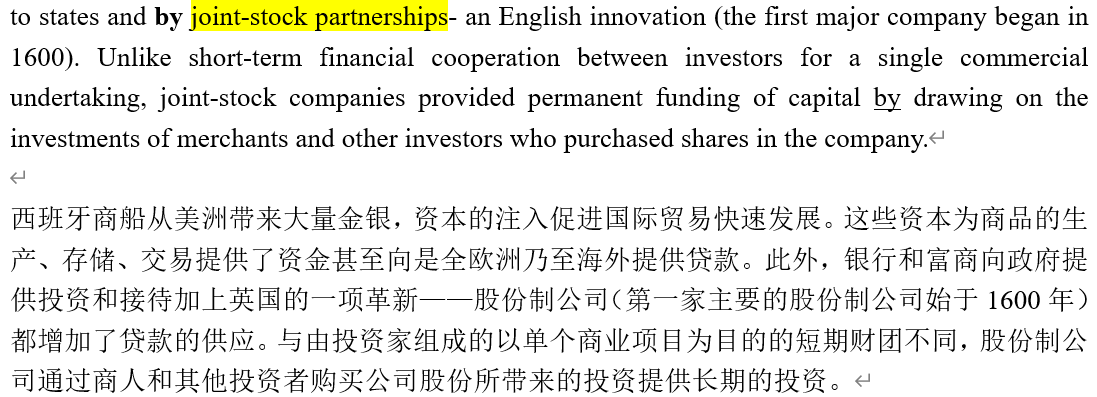 to states and by joint-stock partnerships- an English innovation (the first major company began in
1600). Unlike short-term financial cooperation between investors for a single commercial
undertaking, joint-stock companies provided permanent funding of capital by drawing on the
investments of merchants and other investors who purchased shares in the company.
西班牙商船从美洲带来大量金银，资本的注入促进国际贸易快速发展。这些资本为商品的生
产、存储、交易提供了资金甚至向是全欧洲乃至海外提供贷款。此外，银行和富商向政府提
供投资和接待加上英国的一项革新——股份制公司（第一家主要的股份制公司始于 1600 年）
都增加了贷款的供应。与由投资家组成的以单个商业项目为目的的短期财团不同，股份制公
司通过商人和其他投资者购买公司股份所带来的投资提供长期的投资。